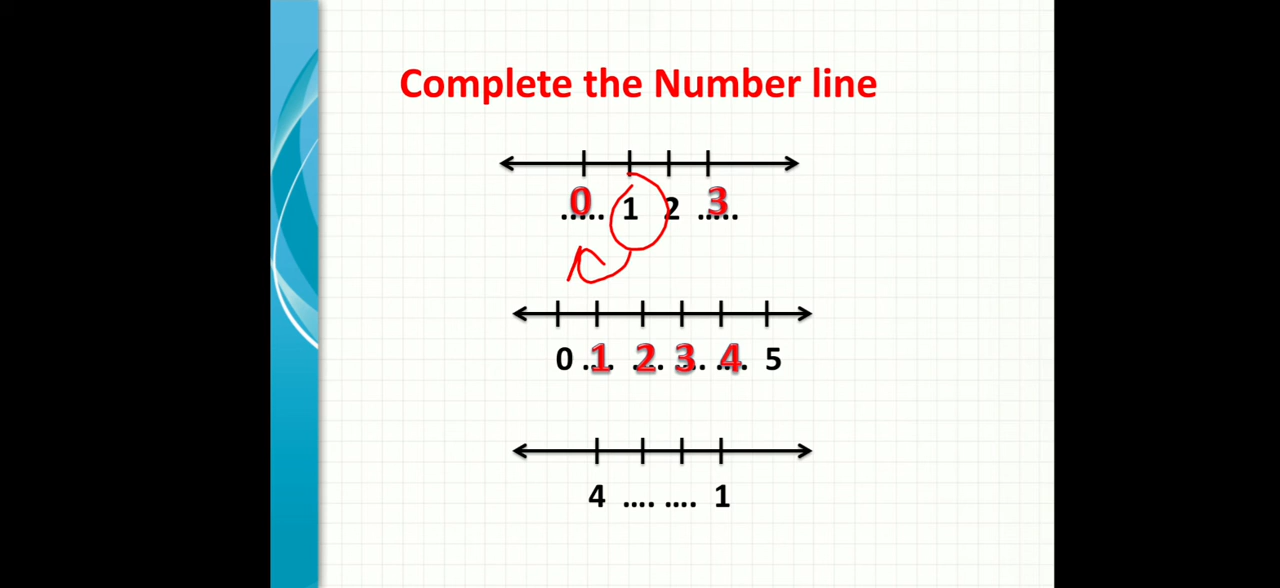 Complete the Number line
0 1 2 3
0 1 2 3 4 5
4 .... .... 1